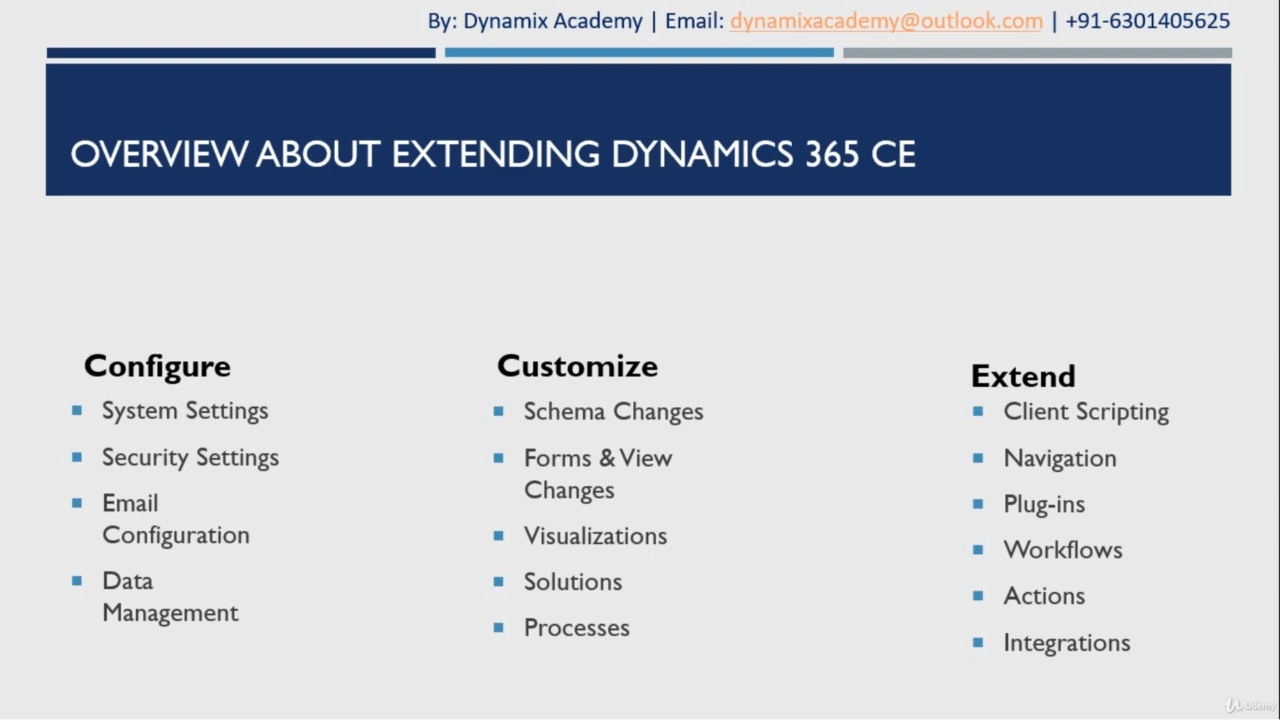 By: Dynamix Academy | Email: dynamixacademy@outlook.com | +91-6301405625
OVERVIEW ABOUT EXTENDING DYNAMICS 365 CE
Configure
System Settings
Security Settings
Email
Configuration
Data
Management
Customize
Schema Changes
Forms & View
Changes
Visualizations
Solutions
Processes
Extend
Client Scripting
Navigation
Plug-ins
Workflows
Actions
Integrations
Udemy